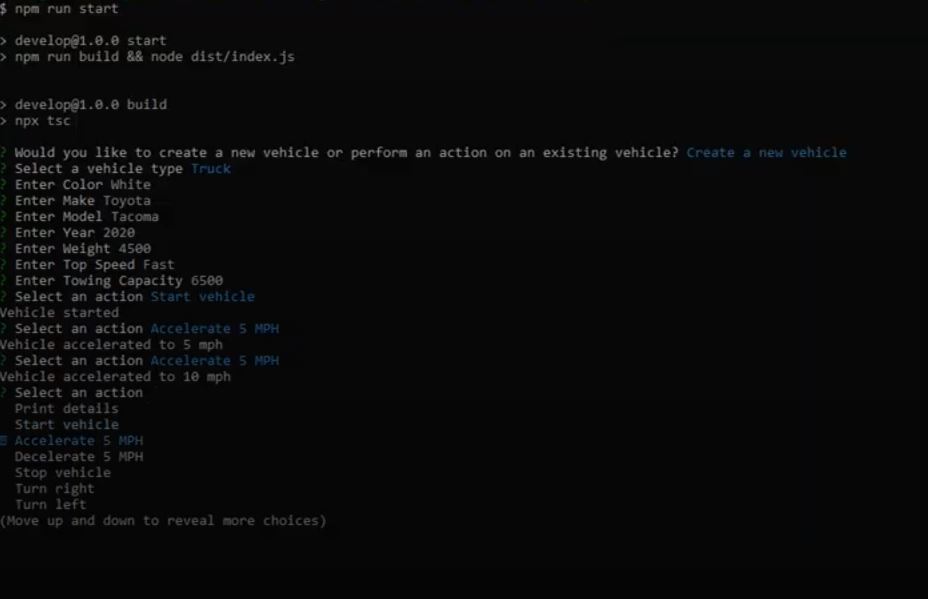 $ npm run start
> develop@1.0.0 start
> npm run build && node dist/index.js
> develop@1.0.0 build
> npx tsc
? Would you like to create a new vehicle or perform an action on an existing vehicle? Create a new vehicle
? Select a vehicle type Truck
? Enter Color White
? Enter Make Toyota
? Enter Model Tacoma
? Enter Year 2020
? Enter Weight 4500
? Enter Top Speed Fast
? Enter Towing Capacity 6500
? Select an action Start vehicle
Vehicle started
? Select an action Accelerate 5 MPH
Vehicle accelerated to 5 mph
? Select an action Accelerate 5 MPH
Vehicle accelerated to 10 mph
? Select an action
Print details
Start vehicle
Accelerate 5 MPH
Decelerate 5 MPH
Stop vehicle
Turn right
Turn left
(Move up and down to reveal more choices)